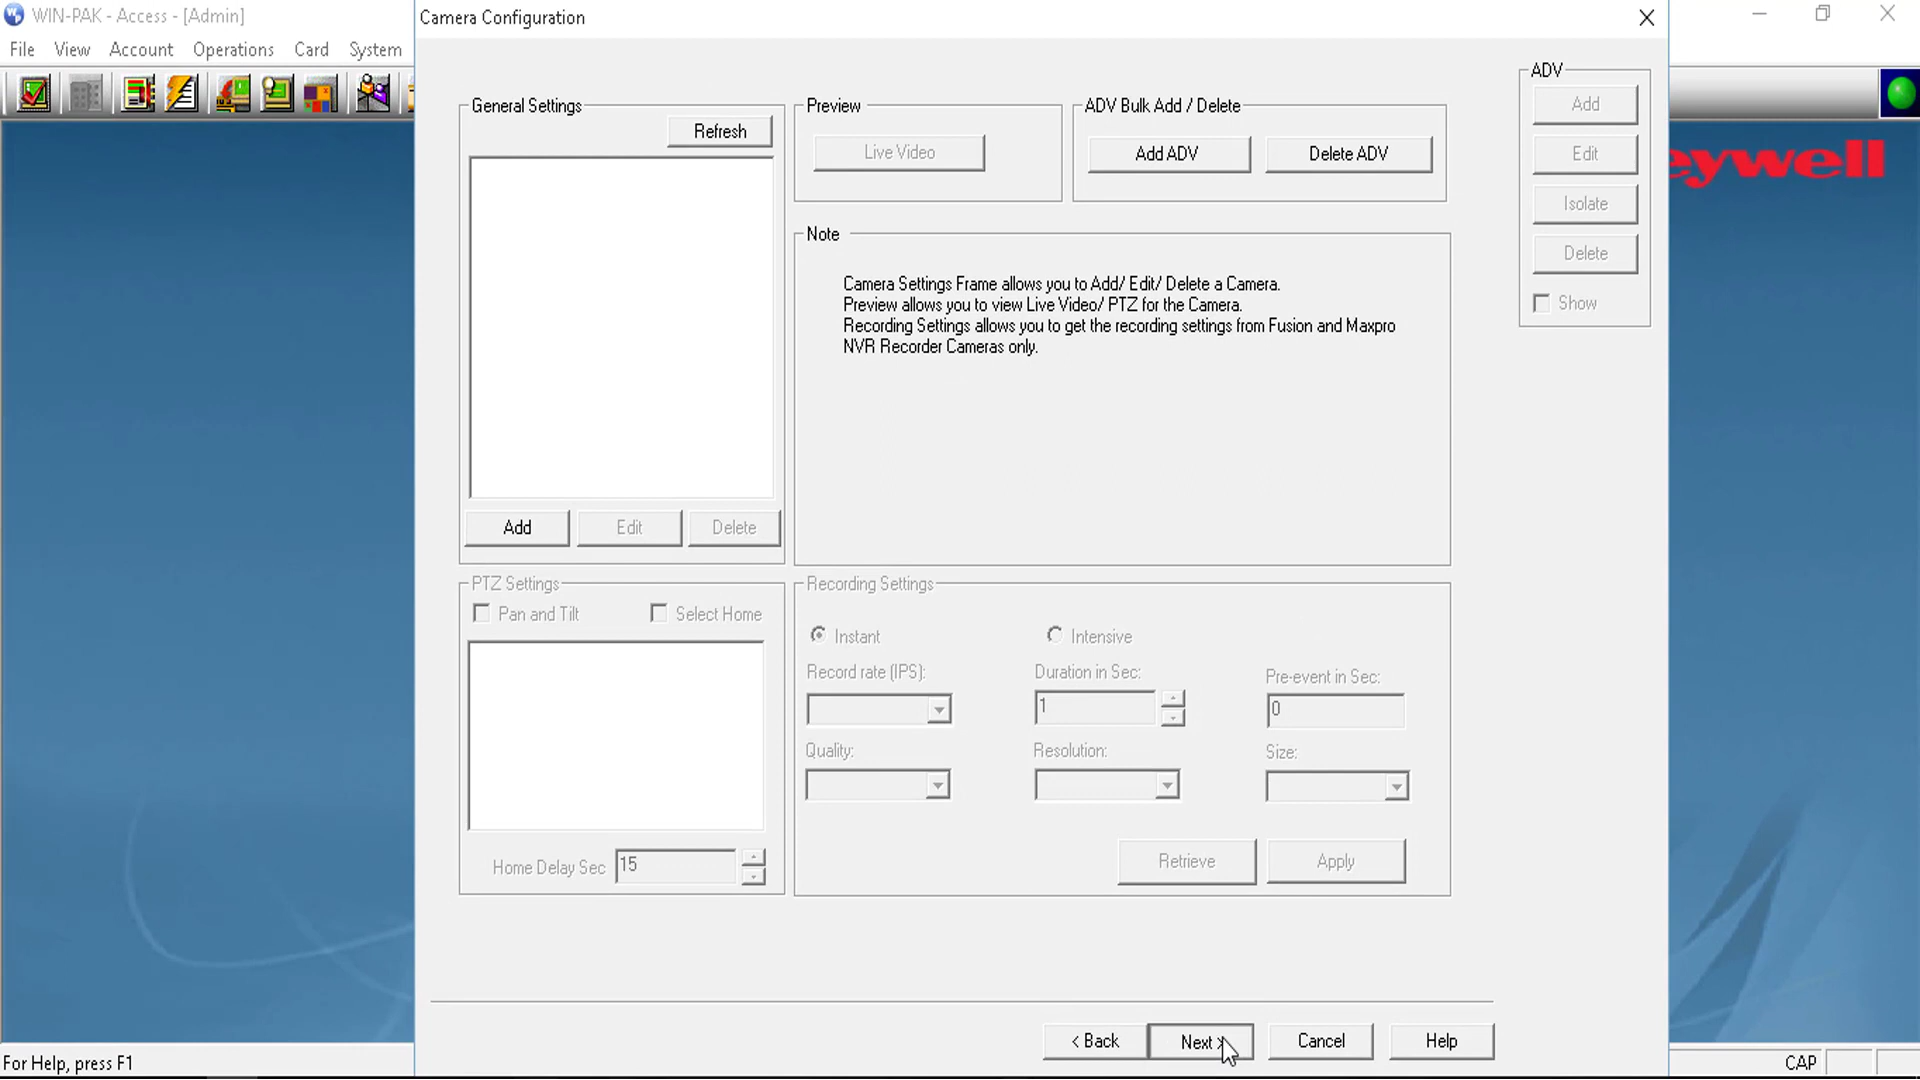 WIN-PAK - Access - [Admin]
File View Account Operations Card System
Camera Configuration
General Settings
Refresh
Add Edit Delete
Preview
Live Video
ADV Bulk Add / Delete
Add ADV Delete ADV
Note
Camera Settings Frame allows you to Add/ Edit/ Delete a Camera.
Preview allows you to view Live Video/ PTZ for the Camera.
Recording Settings allows you to get the recording settings from Fusion and Maxpro
NVR Recorder Cameras only.
ADV
Add
Edit
Isolate
Delete
Show
eywell
PTZ Settings
Pan and Tilt Select Home
Home Delay Sec 15
Recording Settings
Instant Intensive
Record rate (IPS): Duration in Sec: Pre-event in Sec:
1 0
Quality: Resolution: Size:
Retrieve Apply
< Back Next > Cancel Help
For Help, press F1
CAP